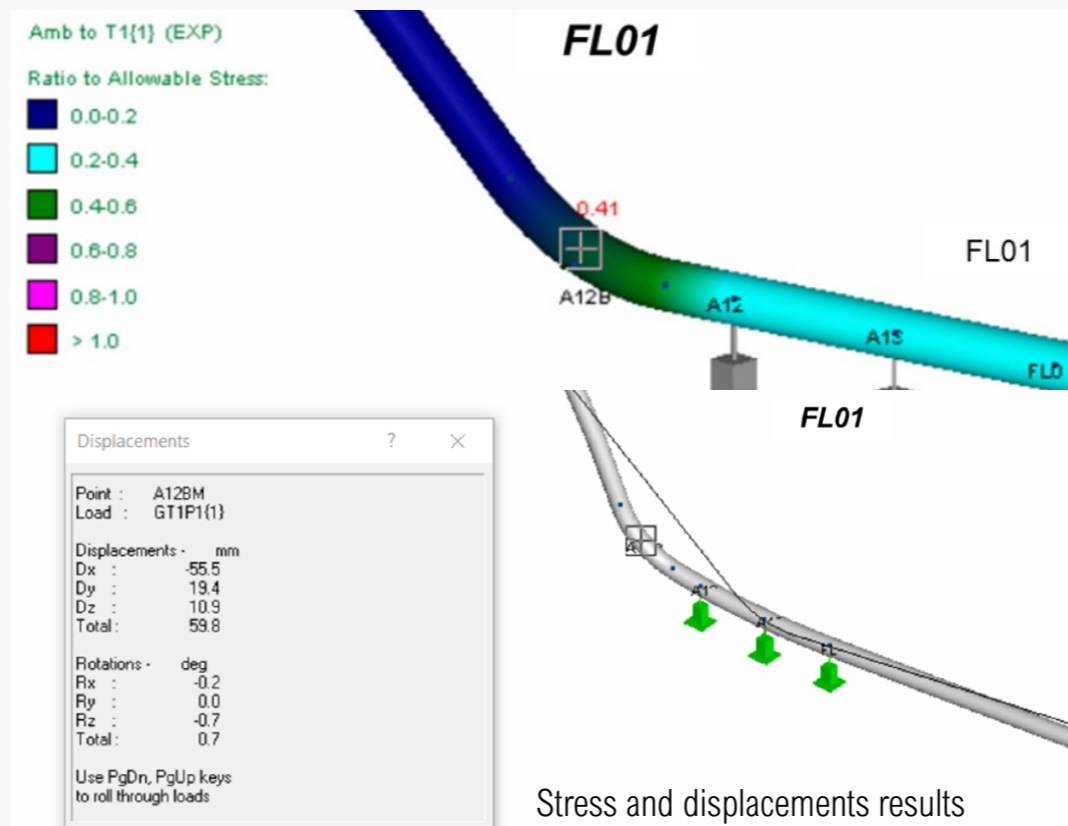 Amb to T1{1} (EXP)
Ratio to Allowable Stress:
0.0-0.2
0.2-0.4
0.4-0.6
0.6-0.8
0.8-1.0
> 1.0
FL01
0.41
A12B
A12
A13
FL0
FL01
FL01
Displacements ? ×
Point : A12BM
Load : GT1P1{1}
Displacements - mm
Dx : -55.5
Dy : 19.4
Dz : 10.9
Total : 59.8
Rotations - deg
Rx : -0.2
Ry : 0.0
Rz : -0.7
Total : 0.7
Use PgDn, PgUp keys
to roll through loads
Stress and displacements results